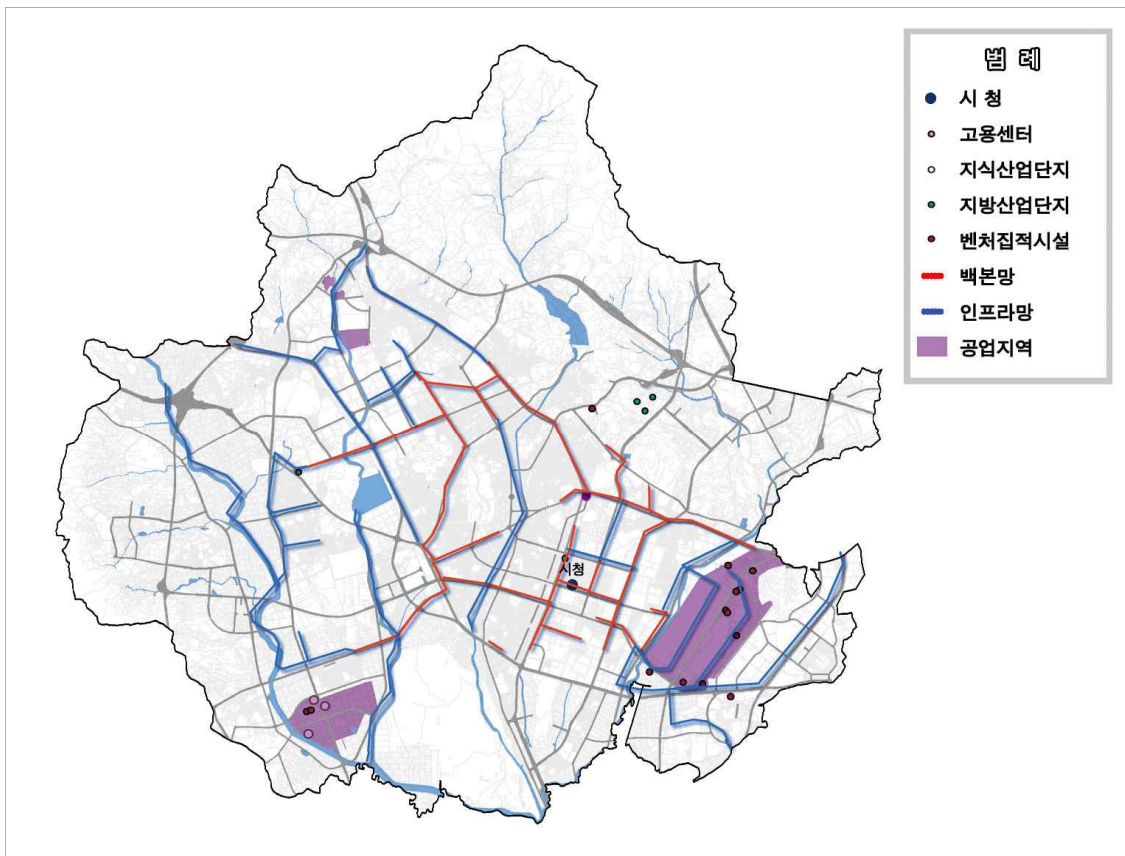 범 례
시 청
고용센터
지식산업단지
지방산업단지
벤처집적시설
백본망
인프라망
공업지역
시청